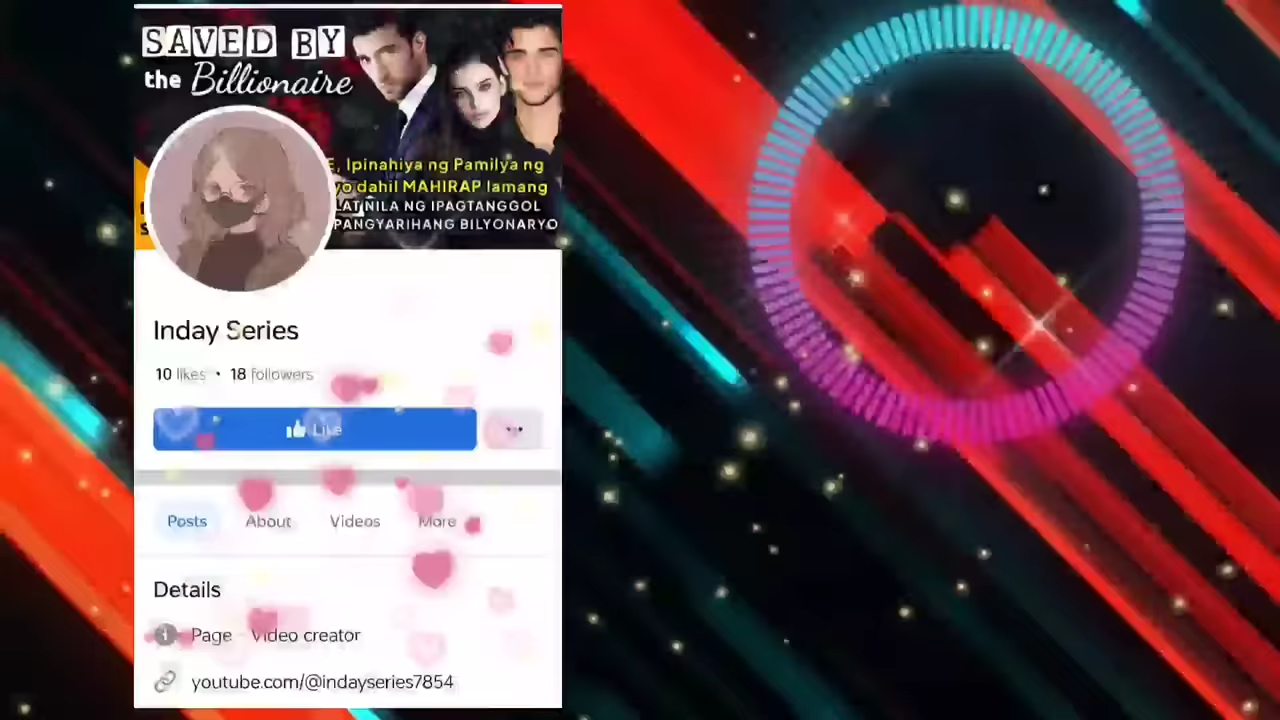 SAVED BY
the Billionaire
E, Ipinahiya ng Pamilya ng
yo dahil MAHIRAP lamang
NILA NG IPAGTANGGOL
PANGYARIHANG BILYONARYO
Inday Series
10 likes • 18 followers
Like
Posts About Videos More
Details
Page Video creator
youtube.com/@indayseries7854